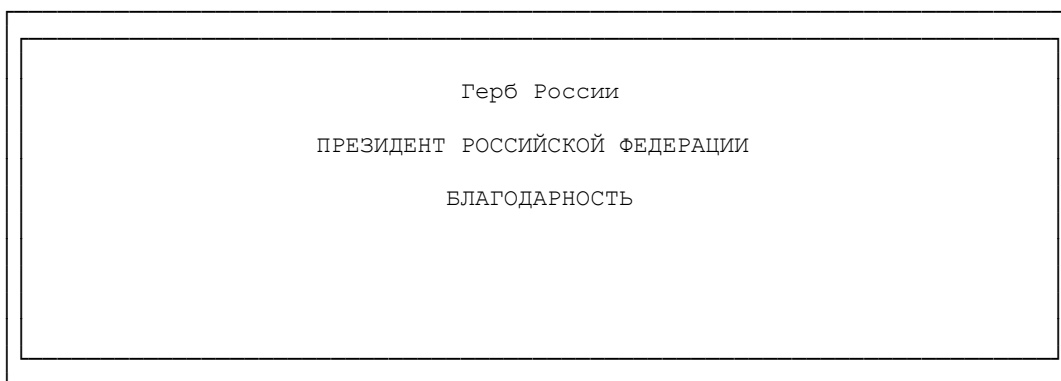 Герб России
ПРЕЗИДЕНТ РОССИЙСКОЙ ФЕДЕРАЦИИ
БЛАГОДАРНОСТЬ